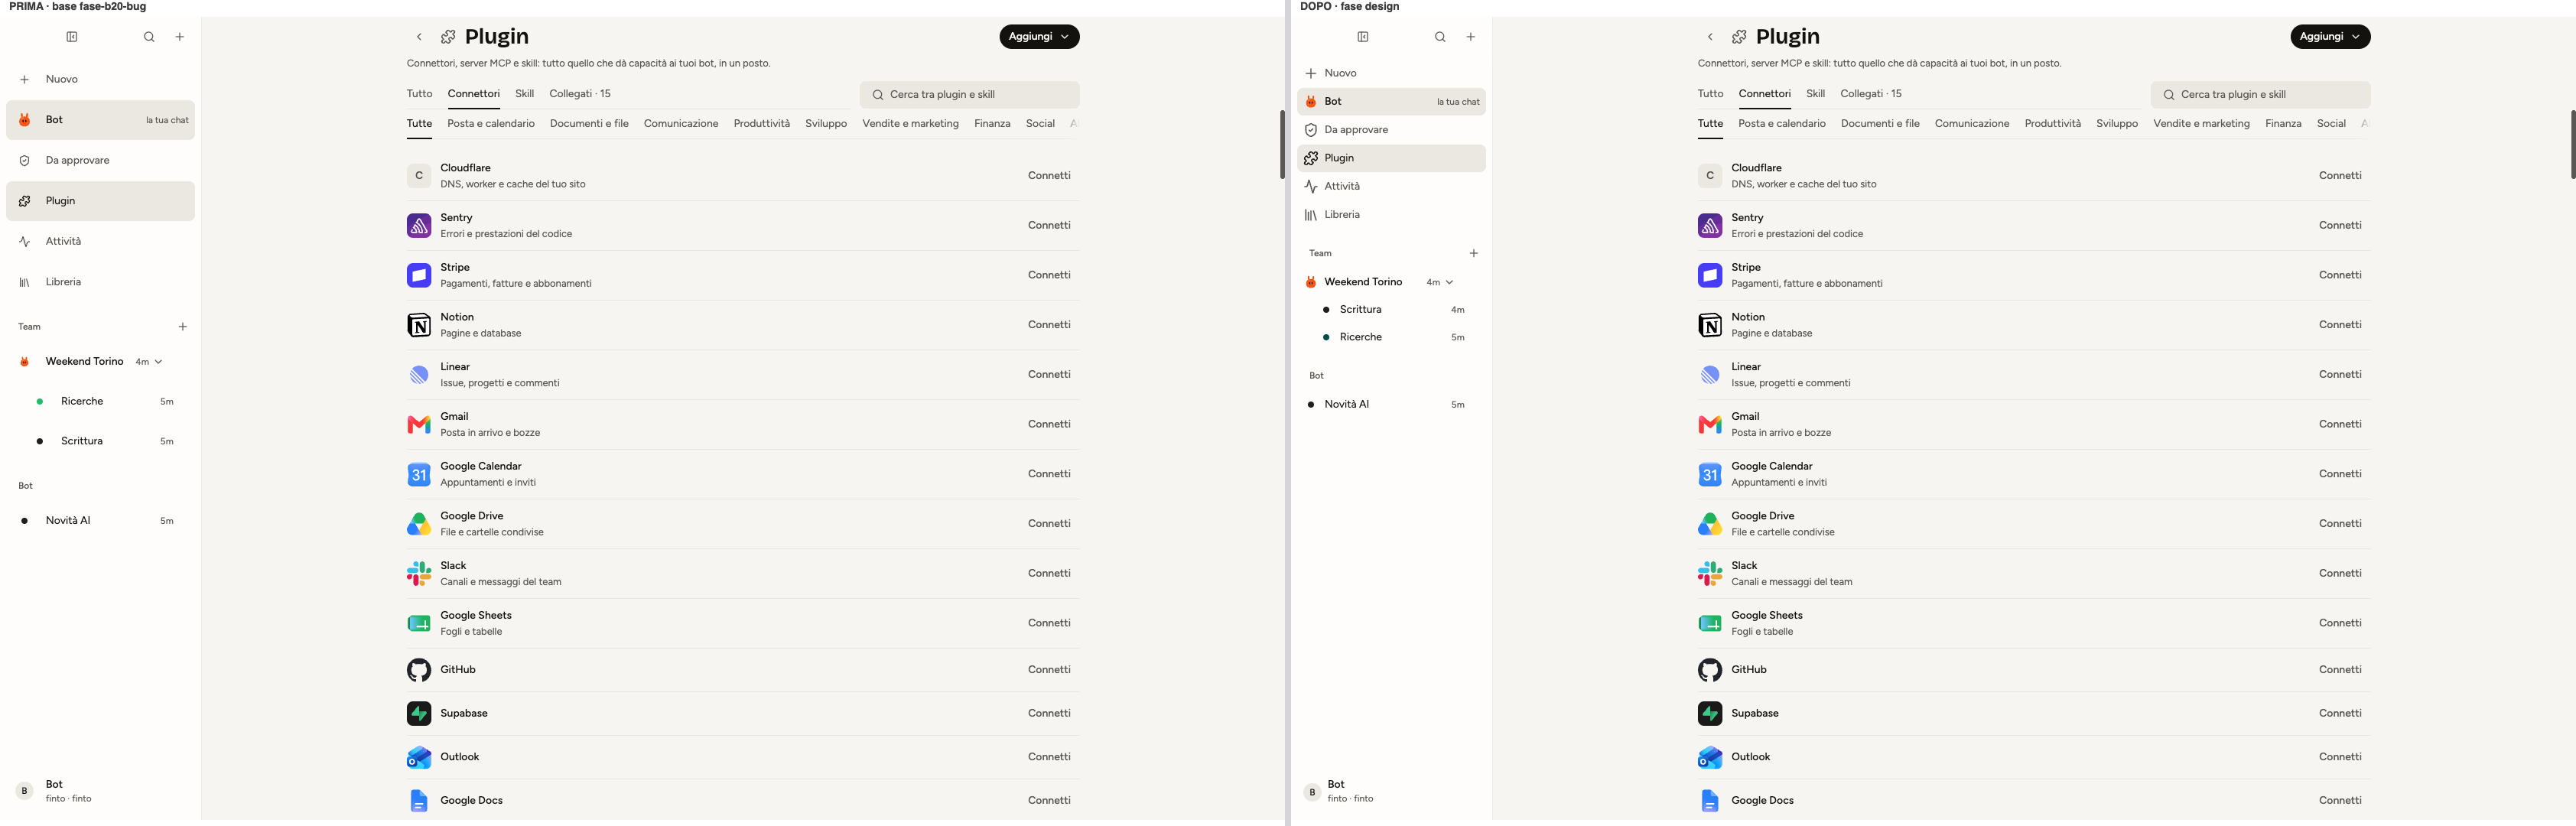 PRIMA · base fase-b20-bug
Nuovo
Bot la tua chat
Da approvare
Plugin
Attività
Libreria
Team
Weekend Torino 4m
Ricerche 5m
Scrittura 5m
Bot
Novità AI 5m
B
Bot
finto · finto
Plugin
Aggiungi
Connettori, server MCP e skill: tutto quello che dà capacità ai tuoi bot, in un posto.
Tutto Connettori Skill Collegati · 15
Cerca tra plugin e skill
Tutte Posta e calendario Documenti e file Comunicazione Produttività Sviluppo Vendite e marketing Finanza Social A
C
Cloudflare
DNS, worker e cache del tuo sito
Connetti
Sentry
Errori e prestazioni del codice
Connetti
Stripe
Pagamenti, fatture e abbonamenti
Connetti
Notion
Pagine e database
Connetti
Linear
Issue, progetti e commenti
Connetti
Gmail
Posta in arrivo e bozze
Connetti
31
Google Calendar
Appuntamenti e inviti
Connetti
Google Drive
File e cartelle condivise
Connetti
Slack
Canali e messaggi del team
Connetti
Google Sheets
Fogli e tabelle
Connetti
GitHub
Connetti
Supabase
Connetti
Outlook
Connetti
Google Docs
Connetti
DOPO · fase design
Nuovo
Bot la tua chat
Da approvare
Plugin
Attività
Libreria
Team
Weekend Torino 4m
Scrittura 4m
Ricerche 5m
Bot
Novità AI 5m
B
Bot
finto · finto
Plugin
Aggiungi
Connettori, server MCP e skill: tutto quello che dà capacità ai tuoi bot, in un posto.
Tutto Connettori Skill Collegati · 15
Cerca tra plugin e skill
Tutte Posta e calendario Documenti e file Comunicazione Produttività Sviluppo Vendite e marketing Finanza Social A
C
Cloudflare
DNS, worker e cache del tuo sito
Connetti
Sentry
Errori e prestazioni del codice
Connetti
Stripe
Pagamenti, fatture e abbonamenti
Connetti
Notion
Pagine e database
Connetti
Linear
Issue, progetti e commenti
Connetti
Gmail
Posta in arrivo e bozze
Connetti
31
Google Calendar
Appuntamenti e inviti
Connetti
Google Drive
File e cartelle condivise
Connetti
Slack
Canali e messaggi del team
Connetti
Google Sheets
Fogli e tabelle
Connetti
GitHub
Connetti
Supabase
Connetti
Outlook
Connetti
Google Docs
Connetti